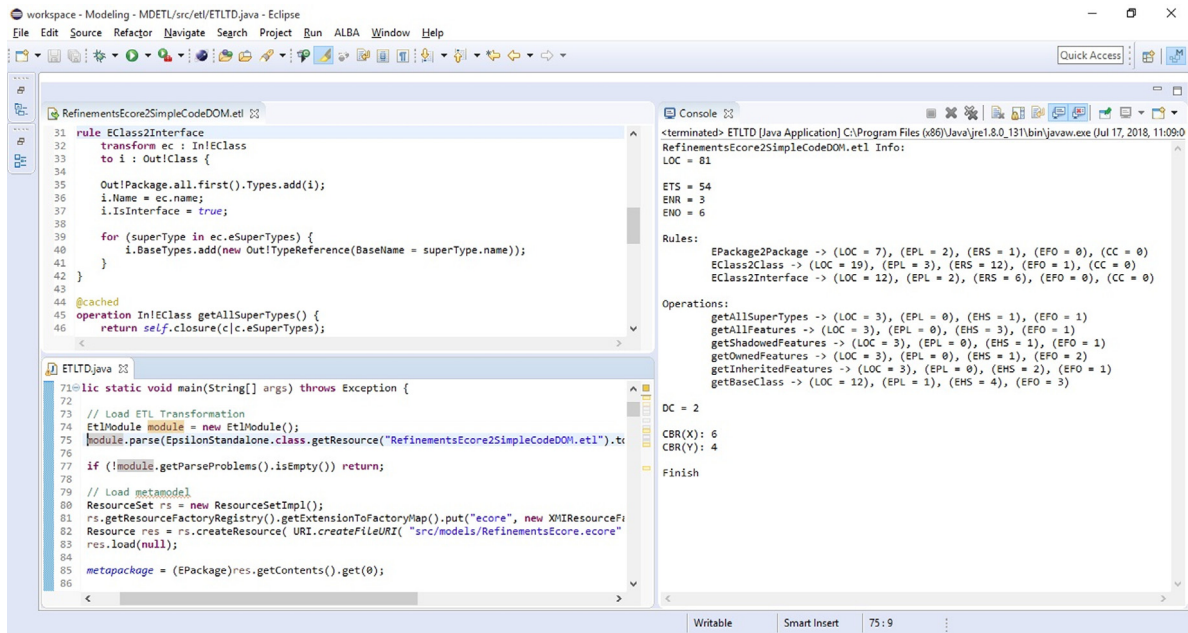 workspace - Modeling - MDETL/src/etl/ETLTD.java - Eclipse
File Edit Source Refactor Navigate Search Project Run ALBA Window Help
Quick Access
RefinementsEcore2SimpleCodeDOM.etl
31 rule EClass2Interface
32 transform ec : In!EClass
33 to i : Out!Class {
34
35 Out!Package.all.first().Types.add(i);
36 i.Name = ec.name;
37 i.IsInterface = true;
38
39 for (superType in ec.eSuperTypes) {
40 i.BaseTypes.add(new Out!TypeReference(BaseName = superType.name));
41 }
42 }
43
44 @cached
45 operation In!EClass getAllSuperTypes() {
46 return self.closure(c|c.eSuperTypes);
ETLTD.java
71 lic static void main(String[] args) throws Exception {
72
73 // Load ETL Transformation
74 EtlModule module = new EtlModule();
75 module.parse(EpsilonStandalone.class.getResource("RefinementsEcore2SimpleCodeDOM.etl").to
76
77 if (!module.getParseProblems().isEmpty()) return;
78
79 // Load metamodel
80 ResourceSet rs = new ResourceSetImpl();
81 rs.getResourceFactoryRegistry().getExtensionToFactoryMap().put("ecore", new XMIResourceFa
82 Resource res = rs.createResource( URI.createFileURI( "src/models/RefinementsEcore.ecore"
83 res.load(null);
84
85 metapackage = (EPackage)res.getContents().get(0);
86
Console
<terminated> ETLTD [Java Application] C:\Program Files (x86)\Java\jre1.8.0_131\bin\javaw.exe (Jul 17, 2018, 11:09:0
RefinementsEcore2SimpleCodeDOM.etl Info:
LOC = 81
ETS = 54
ENR = 3
ENO = 6
Rules:
EPackage2Package -> (LOC = 7), (EPL = 2), (ERS = 1), (EFO = 0), (CC = 0)
EClass2Class -> (LOC = 19), (EPL = 3), (ERS = 12), (EFO = 1), (CC = 0)
EClass2Interface -> (LOC = 12), (EPL = 2), (ERS = 6), (EFO = 0), (CC = 0)
Operations:
getAllSuperTypes -> (LOC = 3), (EPL = 0), (EHS = 1), (EFO = 1)
getAllFeatures -> (LOC = 3), (EPL = 0), (EHS = 3), (EFO = 1)
getShadowedFeatures -> (LOC = 3), (EPL = 0), (EHS = 1), (EFO = 1)
getOwnedFeatures -> (LOC = 3), (EPL = 0), (EHS = 1), (EFO = 2)
getInheritedFeatures -> (LOC = 3), (EPL = 0), (EHS = 2), (EFO = 1)
getBaseClass -> (LOC = 12), (EPL = 1), (EHS = 4), (EFO = 3)
DC = 2
CBR(X): 6
CBR(Y): 4
Finish
Writable Smart Insert 75 : 9